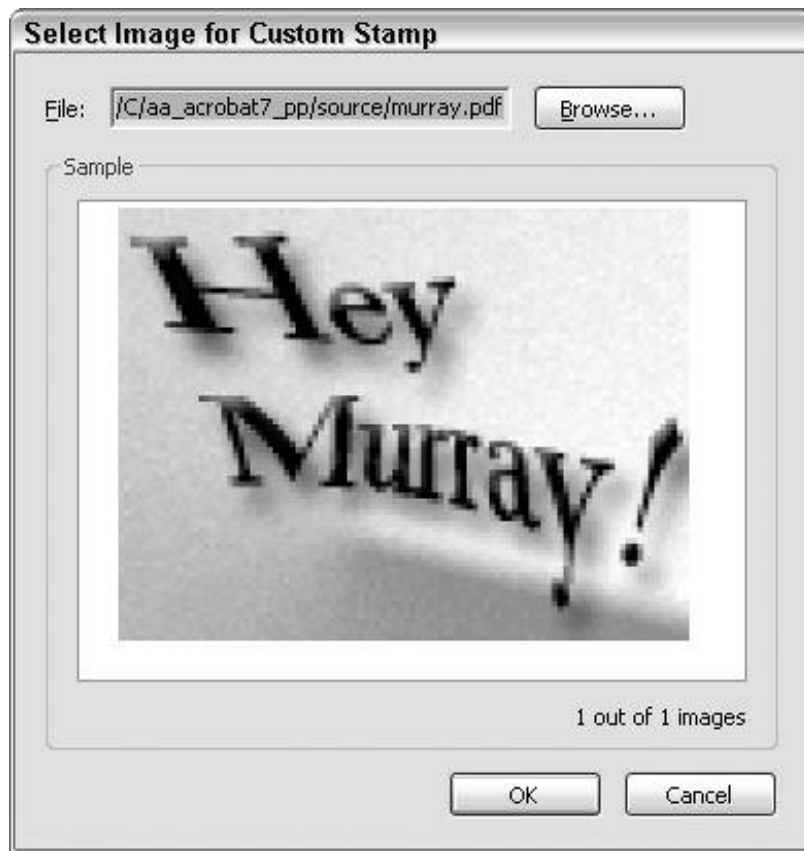 Select Image for Custom Stamp
File: /C/aa_acrobat7_pp/source/murray.pdf Browse...
Sample
Hey
Murray!
1 out of 1 images
OK Cancel